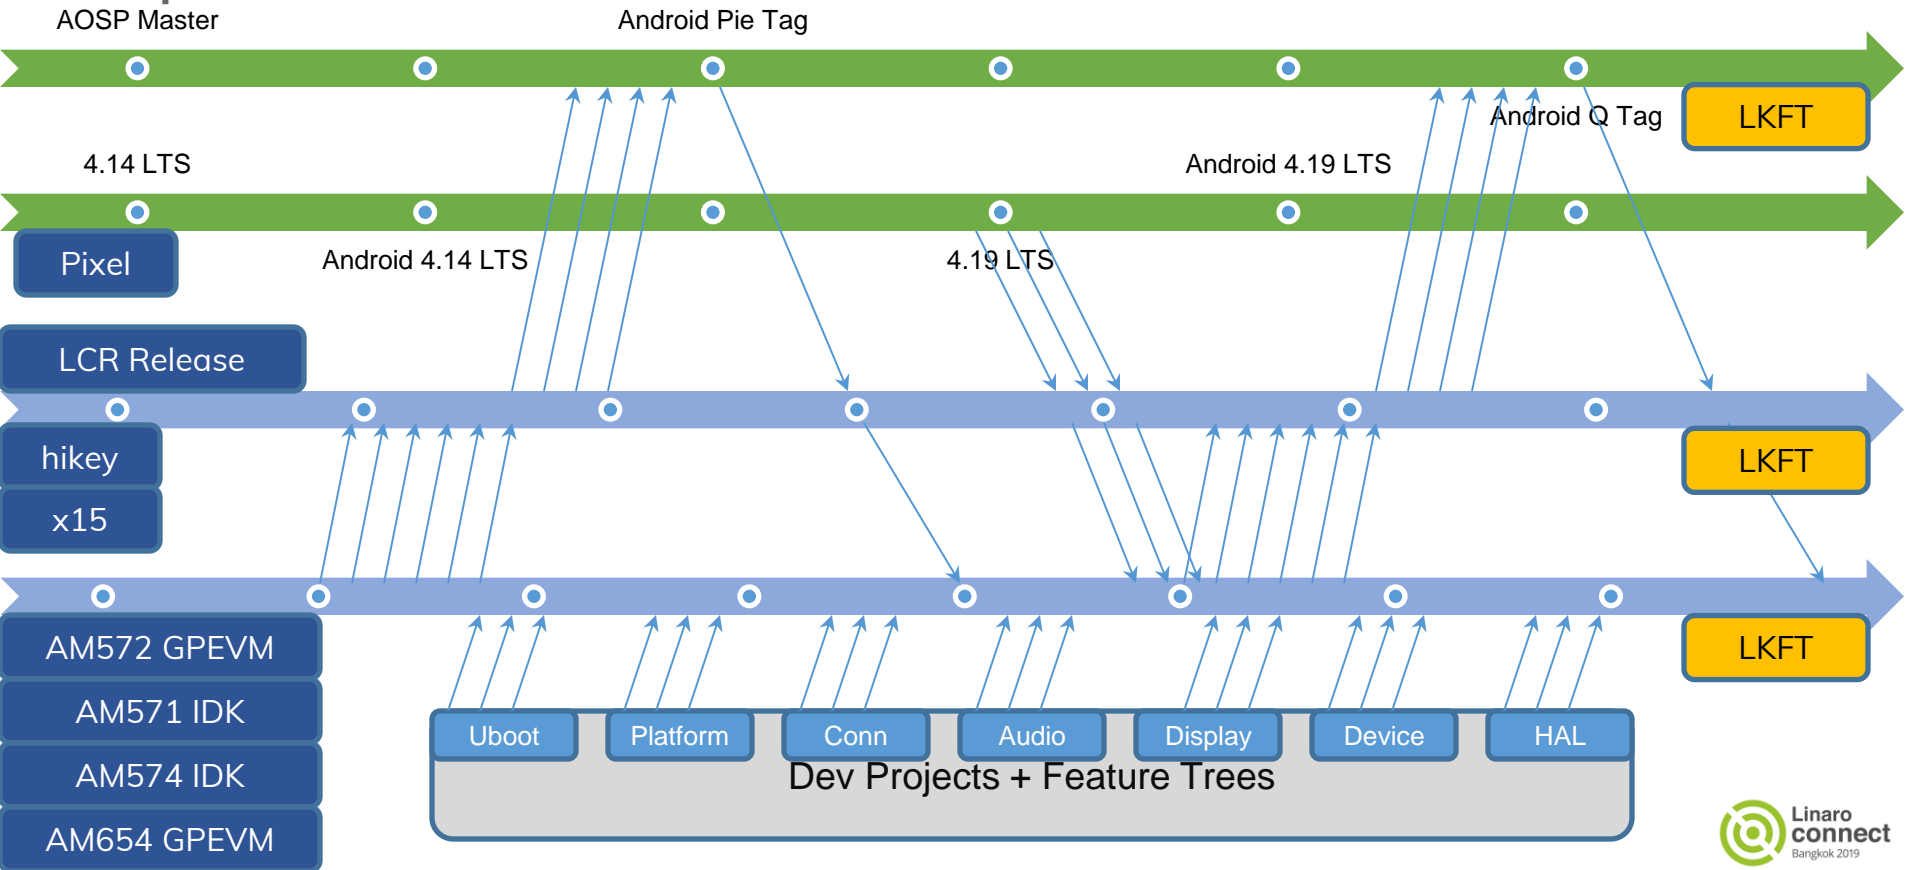 AOSP Master
Android Pie Tag
Android Q Tag
LKFT
4.14 LTS
Android 4.19 LTS
Pixel
Android 4.14 LTS
4.19 LTS
LCR Release
hikey
LKFT
x15
AM572 GPEVM
LKFT
AM571 IDK
AM574 IDK
AM654 GPEVM
Uboot
Platform
Conn
Audio
Display
Device
HAL
Dev Projects + Feature Trees
Linaro
connect
Bangkok 2019